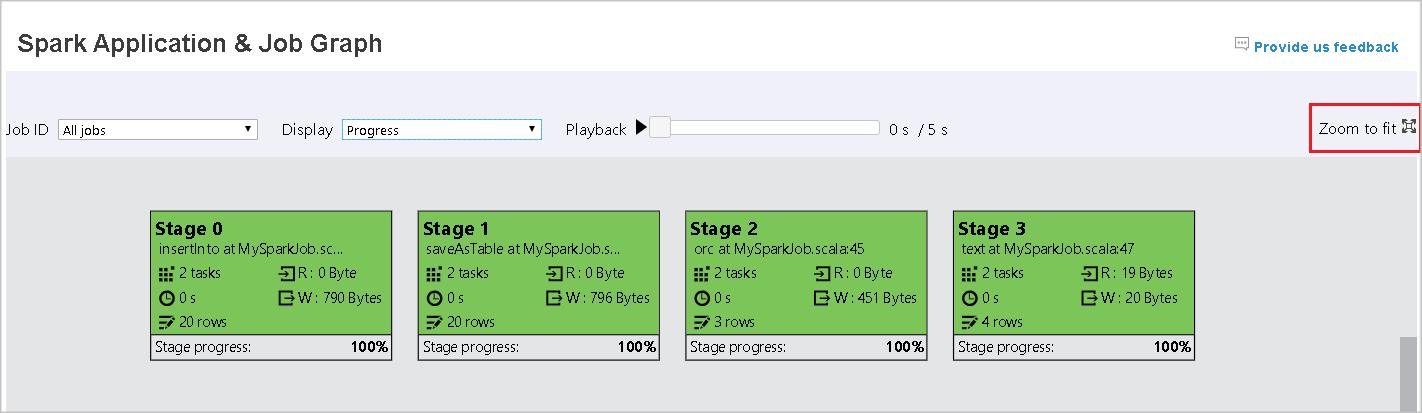 Spark Application & Job Graph
Provide us feedback
Job ID All jobs Display Progress Playback 0 s / 5 s Zoom to fit
Stage 0
insertInto at MySparkJob.sc...
2 tasks R : 0 Byte
0 s W : 790 Bytes
20 rows
Stage progress: 100%
Stage 1
saveAsTable at MySparkJob.s...
2 tasks R : 0 Byte
0 s W : 796 Bytes
20 rows
Stage progress: 100%
Stage 2
orc at MySparkJob.scala:45
2 tasks R : 0 Byte
0 s W : 451 Bytes
3 rows
Stage progress: 100%
Stage 3
text at MySparkJob.scala:47
2 tasks R : 19 Bytes
0 s W : 20 Bytes
4 rows
Stage progress: 100%